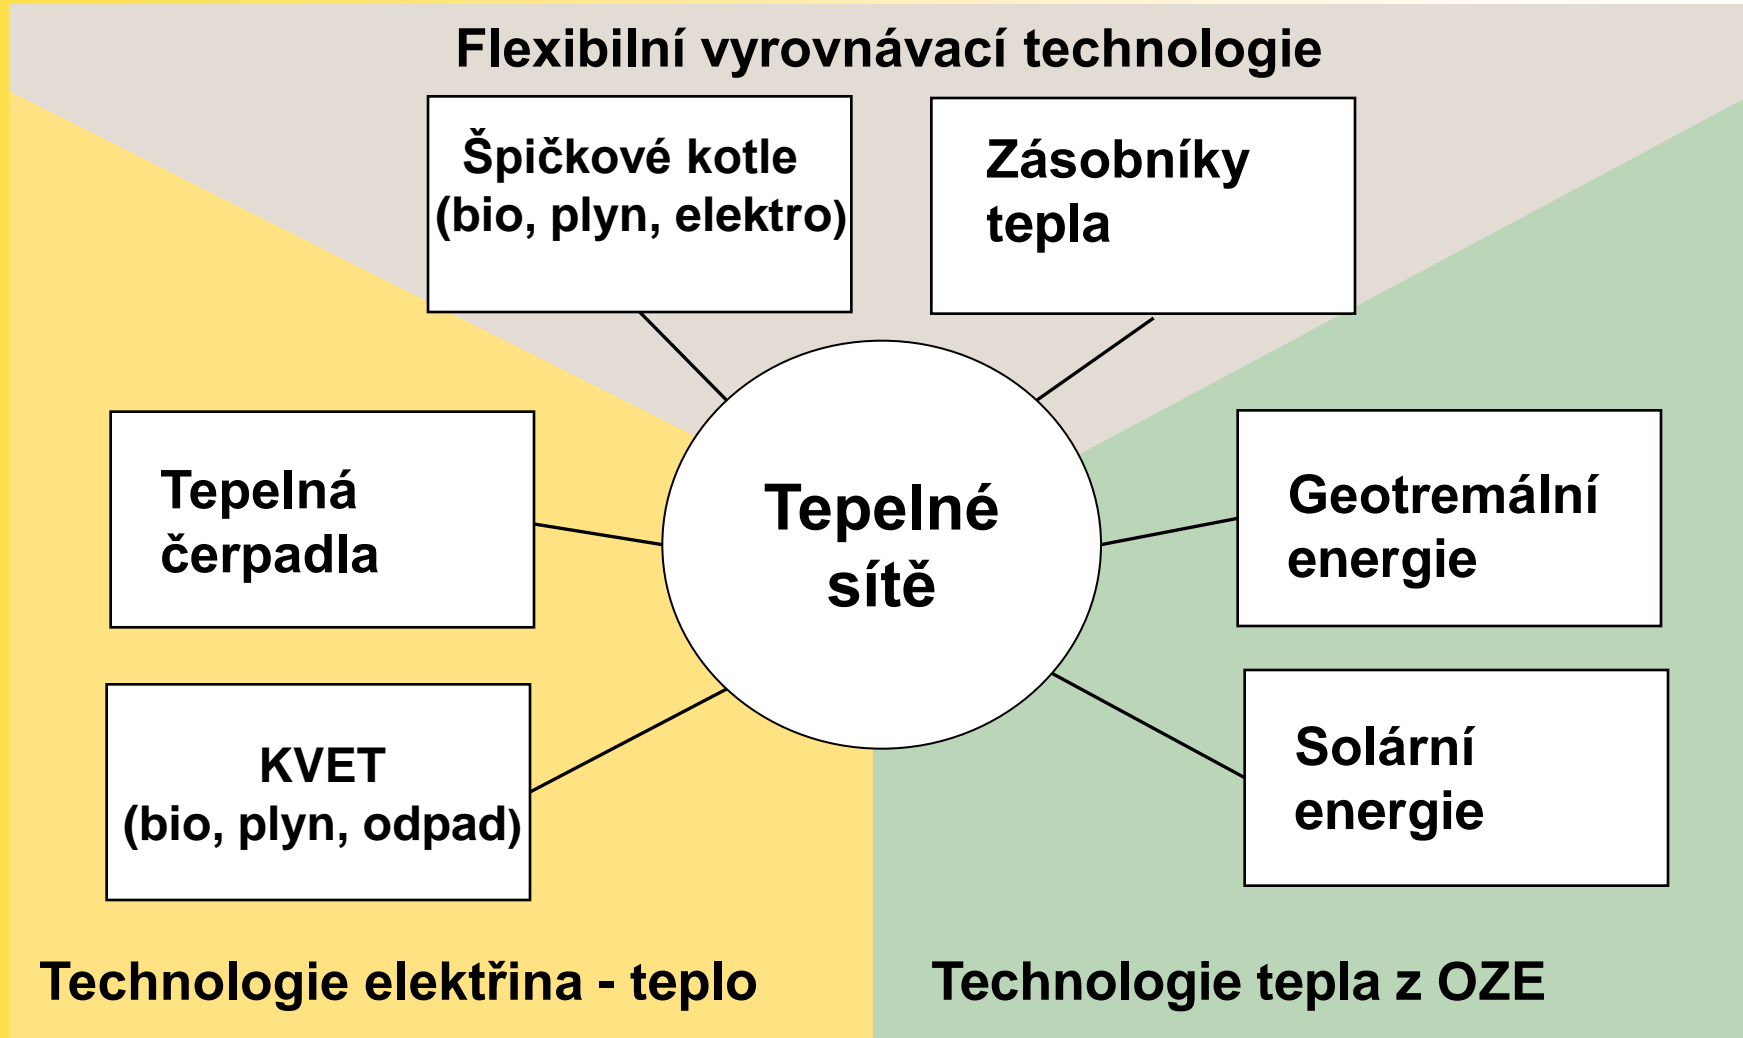 Flexibilní vyrovnávací technologie
Špičkové kotle
(bio, plyn, elektro)
Zásobníky
tepla
Tepelná
čerpadla
Tepelné
sítě
Geotremální
energie
KVET
(bio, plyn, odpad)
Solární
energie
Technologie elektřina - teplo
Technologie tepla z OZE